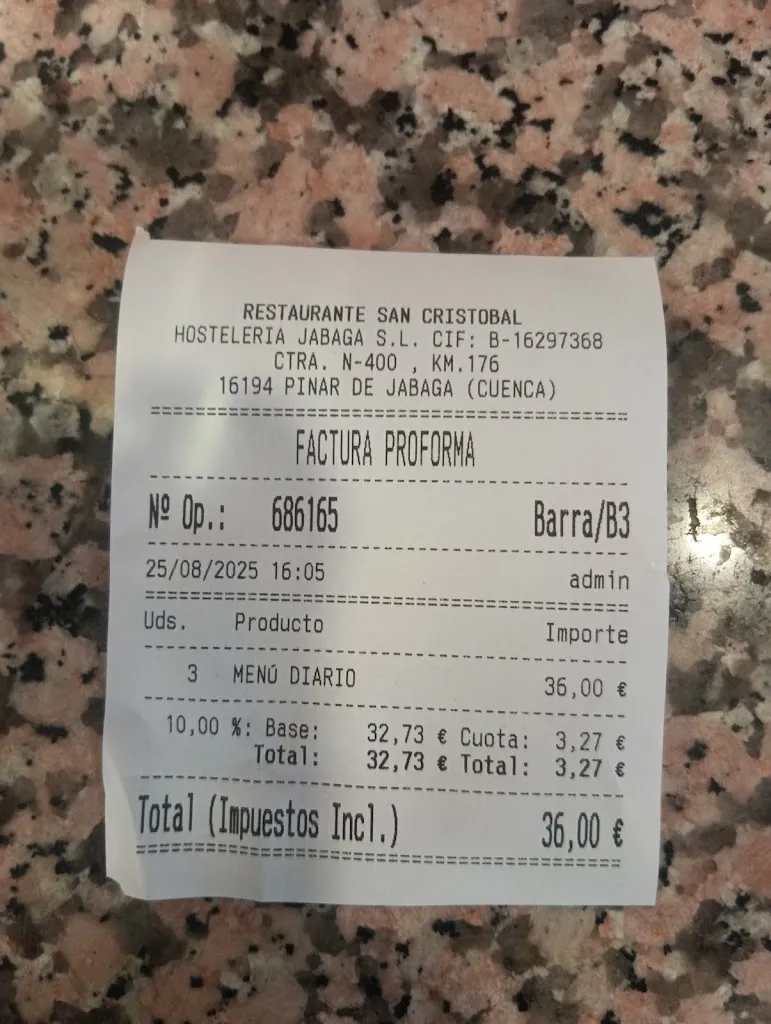 RESTAURANTE SAN CRISTOBAL
HOSTELERIA JABAGA S.L. CIF: B-16297368
CTRA. N-400 , KM.176
16194 PINAR DE JABAGA (CUENCA)
FACTURA PROFORMA
Nº Op.: 686165 Barra/B3
25/08/2025 16:05 admin
Uds. Producto Importe
3 MENÚ DIARIO 36,00 €
10,00 %: Base: 32,73 € Cuota: 3,27 €
Total: 32,73 € Total: 3,27 €
Total (Impuestos Incl.) 36,00 €